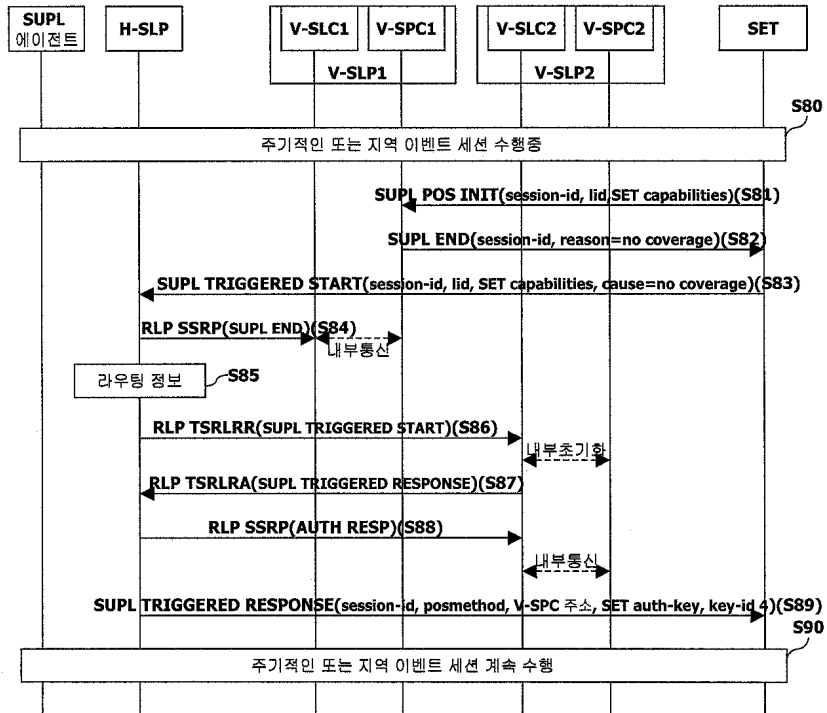 SUPL
에이전트
H-SLP
V-SLC1
V-SPC1
V-SLP1
V-SLC2
V-SPC2
V-SLP2
SET
S80
주기적인 또는 지역 이벤트 세션 수행중
SUPL POS INIT(session-id, lid,SET capabilities)(S81)
SUPL END(session-id, reason=no coverage)(S82)
SUPL TRIGGERED START(session-id, lid, SET capabilities, cause=no coverage)(S83)
RLP SSRP(SUPL END)(S84)
내부통신
라우팅 정보
S85
RLP TSRLRR(SUPL TRIGGERED START)(S86)
내부초기화
RLP TSRLRA(SUPL TRIGGERED RESPONSE)(S87)
RLP SSRP(AUTH RESP)(S88)
내부통신
SUPL TRIGGERED RESPONSE(session-id, posmethod, V-SPC 주소, SET auth-key, key-id 4)(S89)
S90
주기적인 또는 지역 이벤트 세션 계속 수행